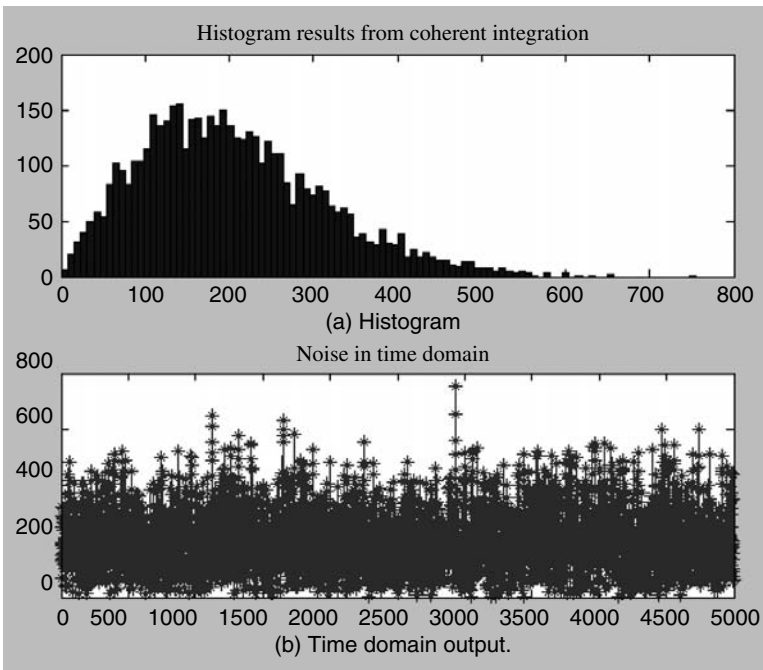 Histogram results from coherent integration
200
150
100
50
0
0 100 200 300 400 500 600 700 800
(a) Histogram
Noise in time domain
800
600
400
200
0
0 500 1000 1500 2000 2500 3000 3500 4000 4500 5000
(b) Time domain output.